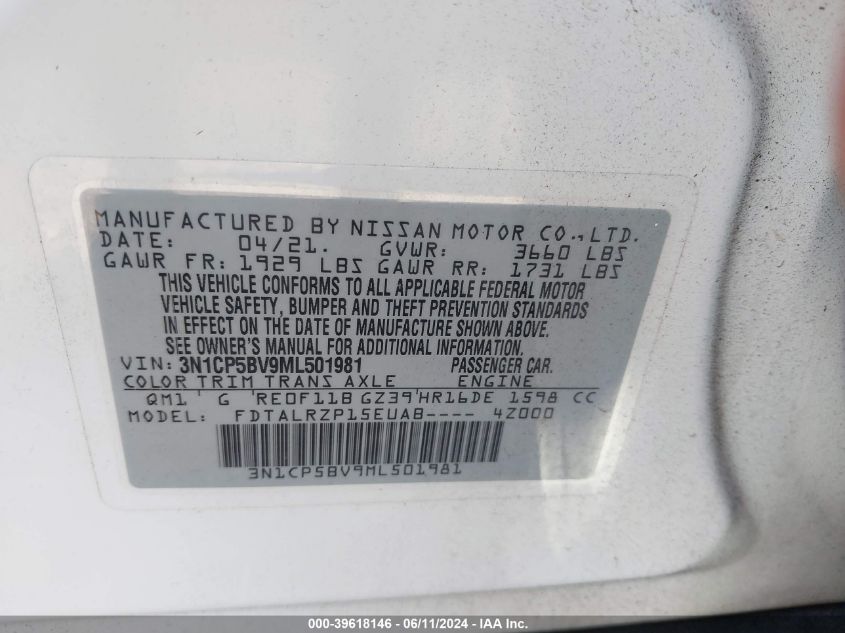 MANUFACTURED BY NISSAN MOTOR CO.,LTD.
DATE: 04/21. GVWR: 3660 LBS
GAWR FR: 1929 LBS GAWR RR: 1731 LBS
THIS VEHICLE CONFORMS TO ALL APPLICABLE FEDERAL MOTOR
VEHICLE SAFETY, BUMPER AND THEFT PREVENTION STANDARDS
IN EFFECT ON THE DATE OF MANUFACTURE SHOWN ABOVE.
SEE OWNER'S MANUAL FOR ADDITIONAL INFORMATION.
VIN: 3N1CP5BV9ML501981 PASSENGER CAR.
COLOR TRIM TRANS AXLE ENGINE
QM1 ' G 'RE0F11B GZ39'HR16DE 1598 CC
MODEL: FDTALRZP15EUAB---- 4Z000
3N1CP5BV9ML501981
000-39618146 - 06/11/2024 - IAA Inc.